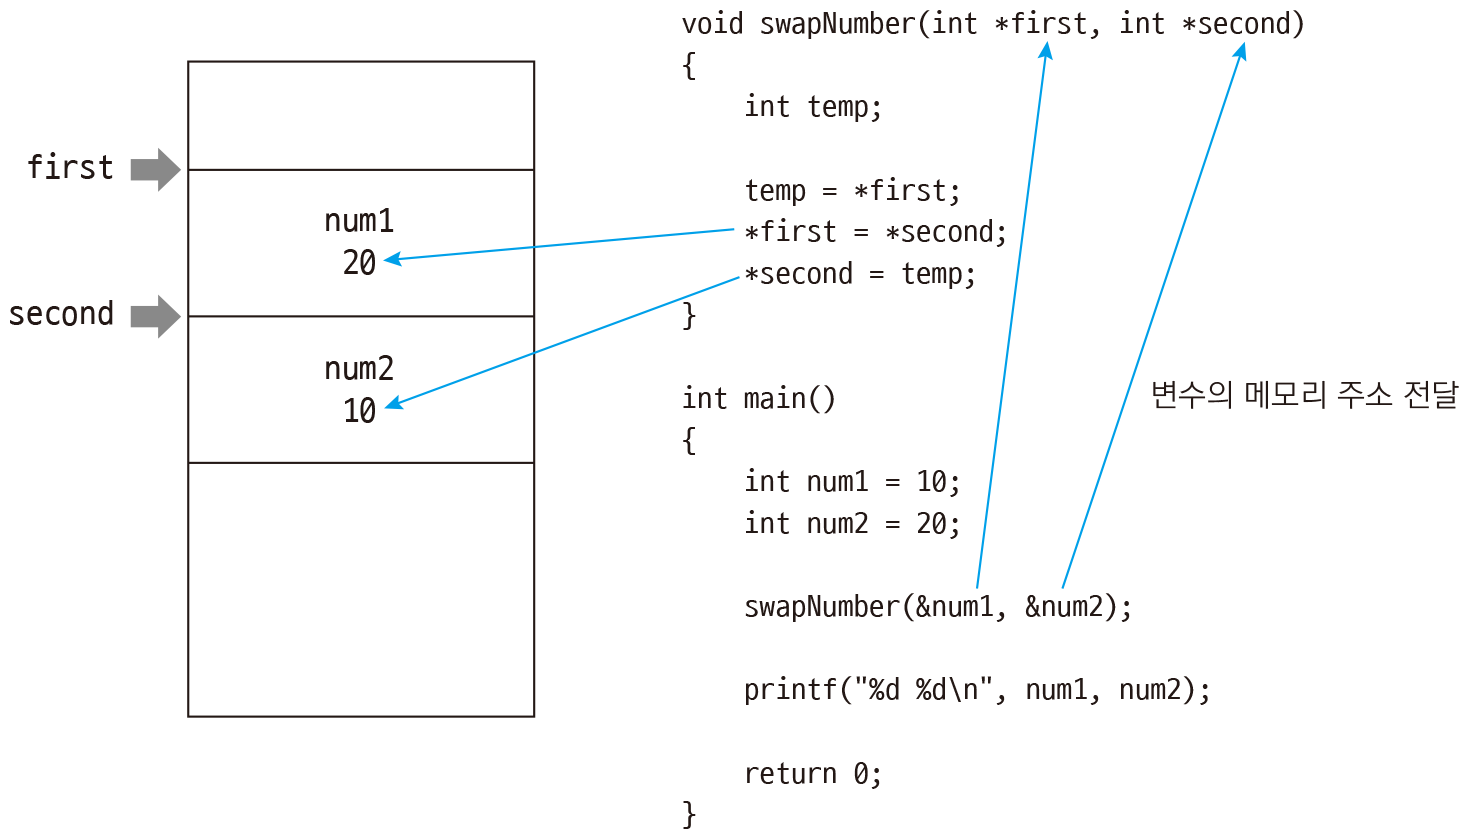 first
num1
20
second
num2
10
void swapNumber(int *first, int *second)
{
    int temp;

    temp = *first;
    *first = *second;
    *second = temp;
}

int main()
{
    int num1 = 10;
    int num2 = 20;

    swapNumber(&num1, &num2);

    printf("%d %d\n", num1, num2);

    return 0;
}
변수의 메모리 주소 전달